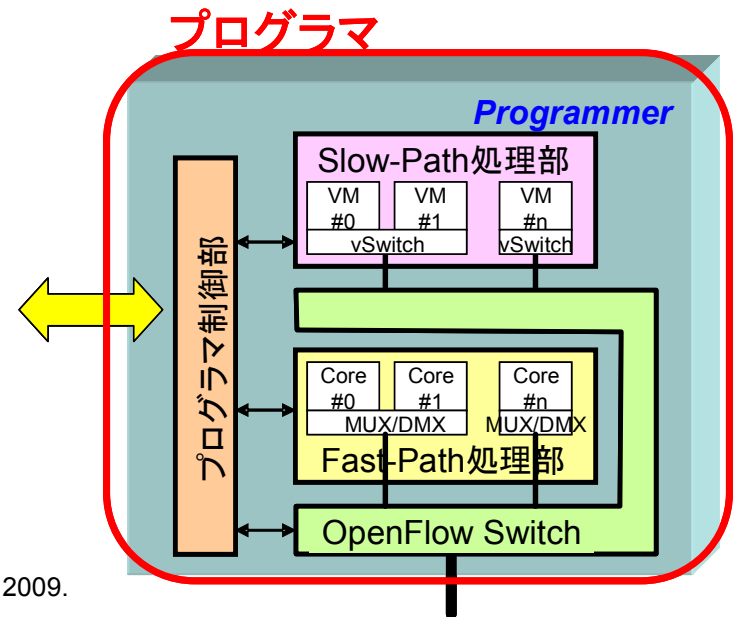 プログラマ
Programmer
Slow-Path処理部
VM #0
VM #1
VM #n
vSwitch
vSwitch
プログラマ制御部
Core #0
Core #1
Core #n
MUX/DMX
MUX/DMX
Fast-Path処理部
OpenFlow Switch
2009.